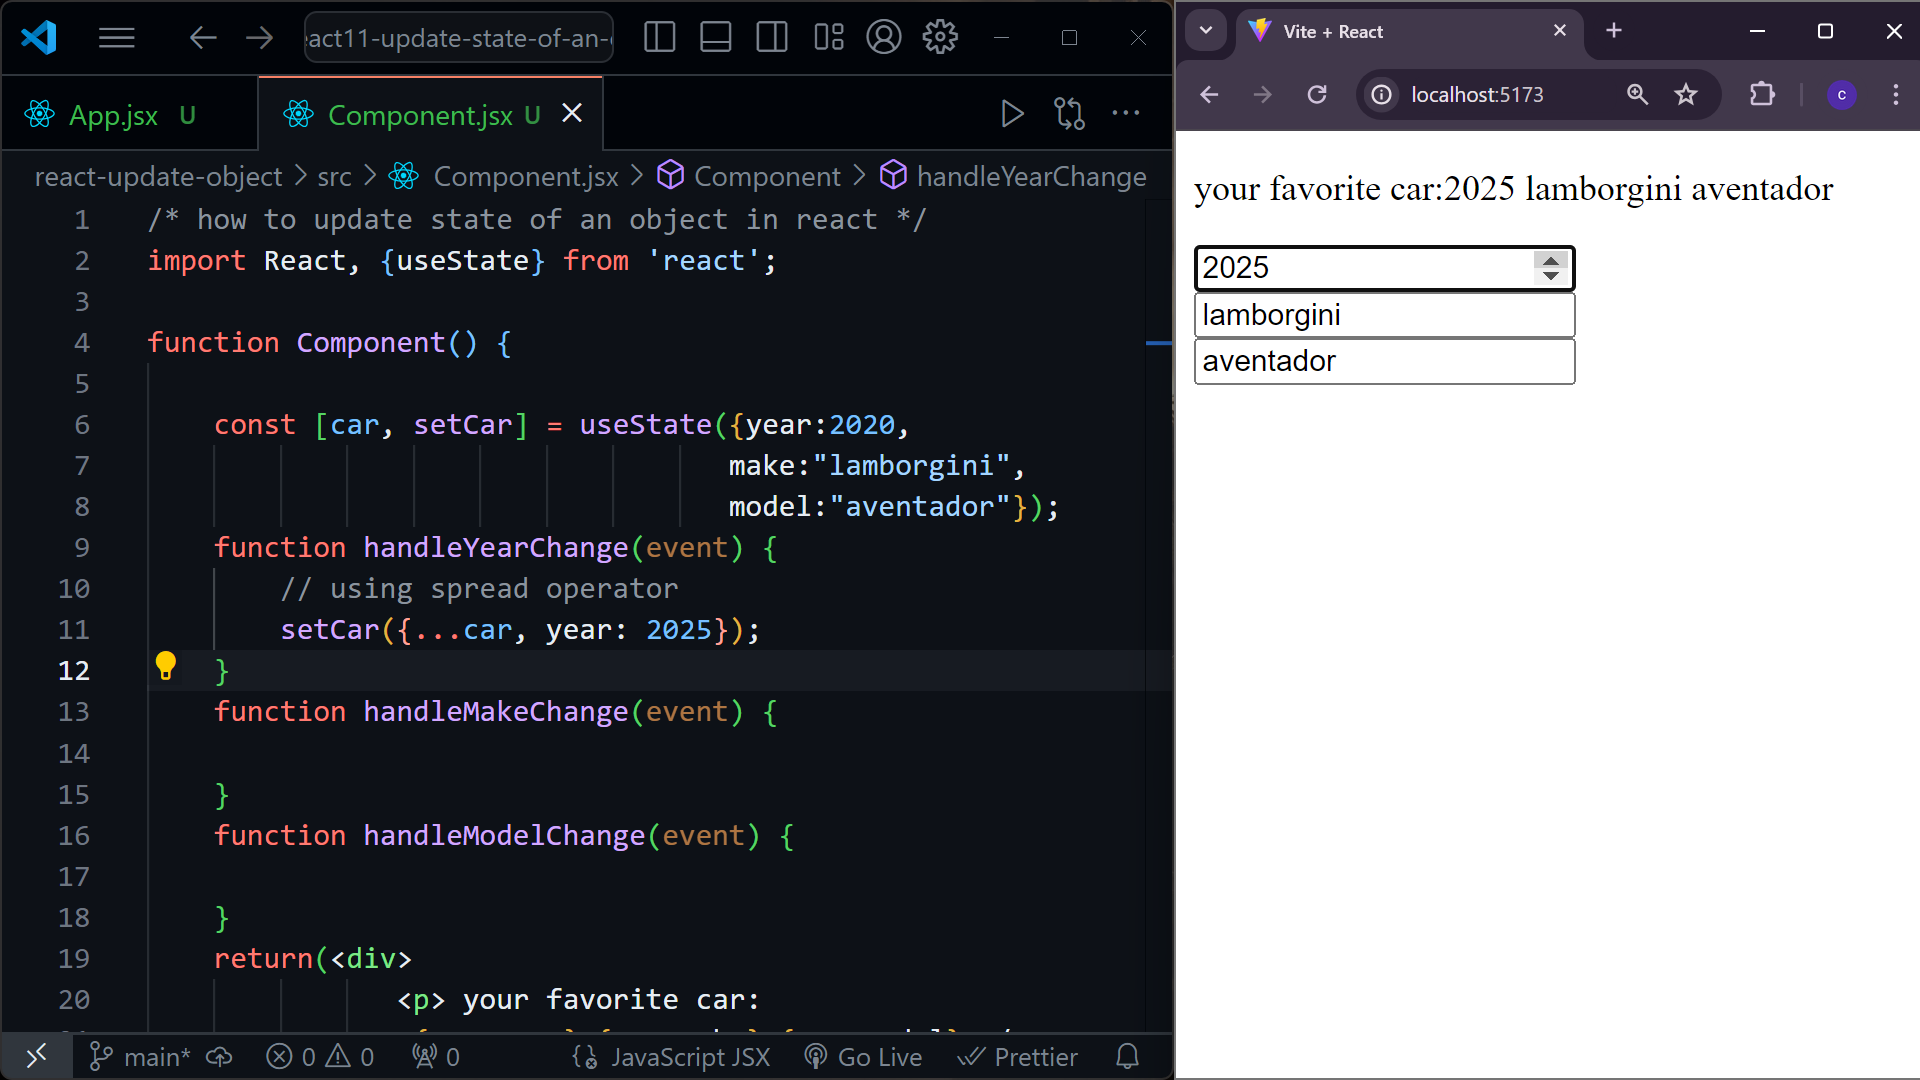 eact11-update-state-of-an-
App.jsx U
Component.jsx U
react-update-object > src > Component.jsx > Component > handleYearChange
1 /* how to update state of an object in react */
2 import React, {useState} from 'react';
3
4 function Component() {
5
6 const [car, setCar] = useState({year:2020,
7 make:"lamborgini",
8 model:"aventador"});
9 function handleYearChange(event) {
10 // using spread operator
11 setCar({...car, year: 2025});
12 }
13 function handleMakeChange(event) {
14
15 }
16 function handleModelChange(event) {
17
18 }
19 return(<div>
20 <p> your favorite car:
main* 0 0 0 JavaScript JSX Go Live Prettier
Vite + React
localhost:5173
c
your favorite car:2025 lamborgini aventador
2025
lamborgini
aventador